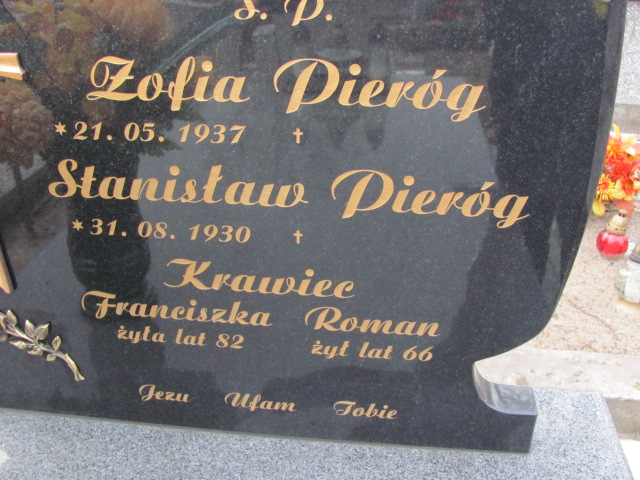 Ś. P.
Zofia Pieróg
* 21. 05. 1937 ✝
Stanisław Pieróg
* 31. 08. 1930 ✝
Krawiec
Franciszka Roman
żyła lat 82 żył lat 66
Jezu Ufam Tobie